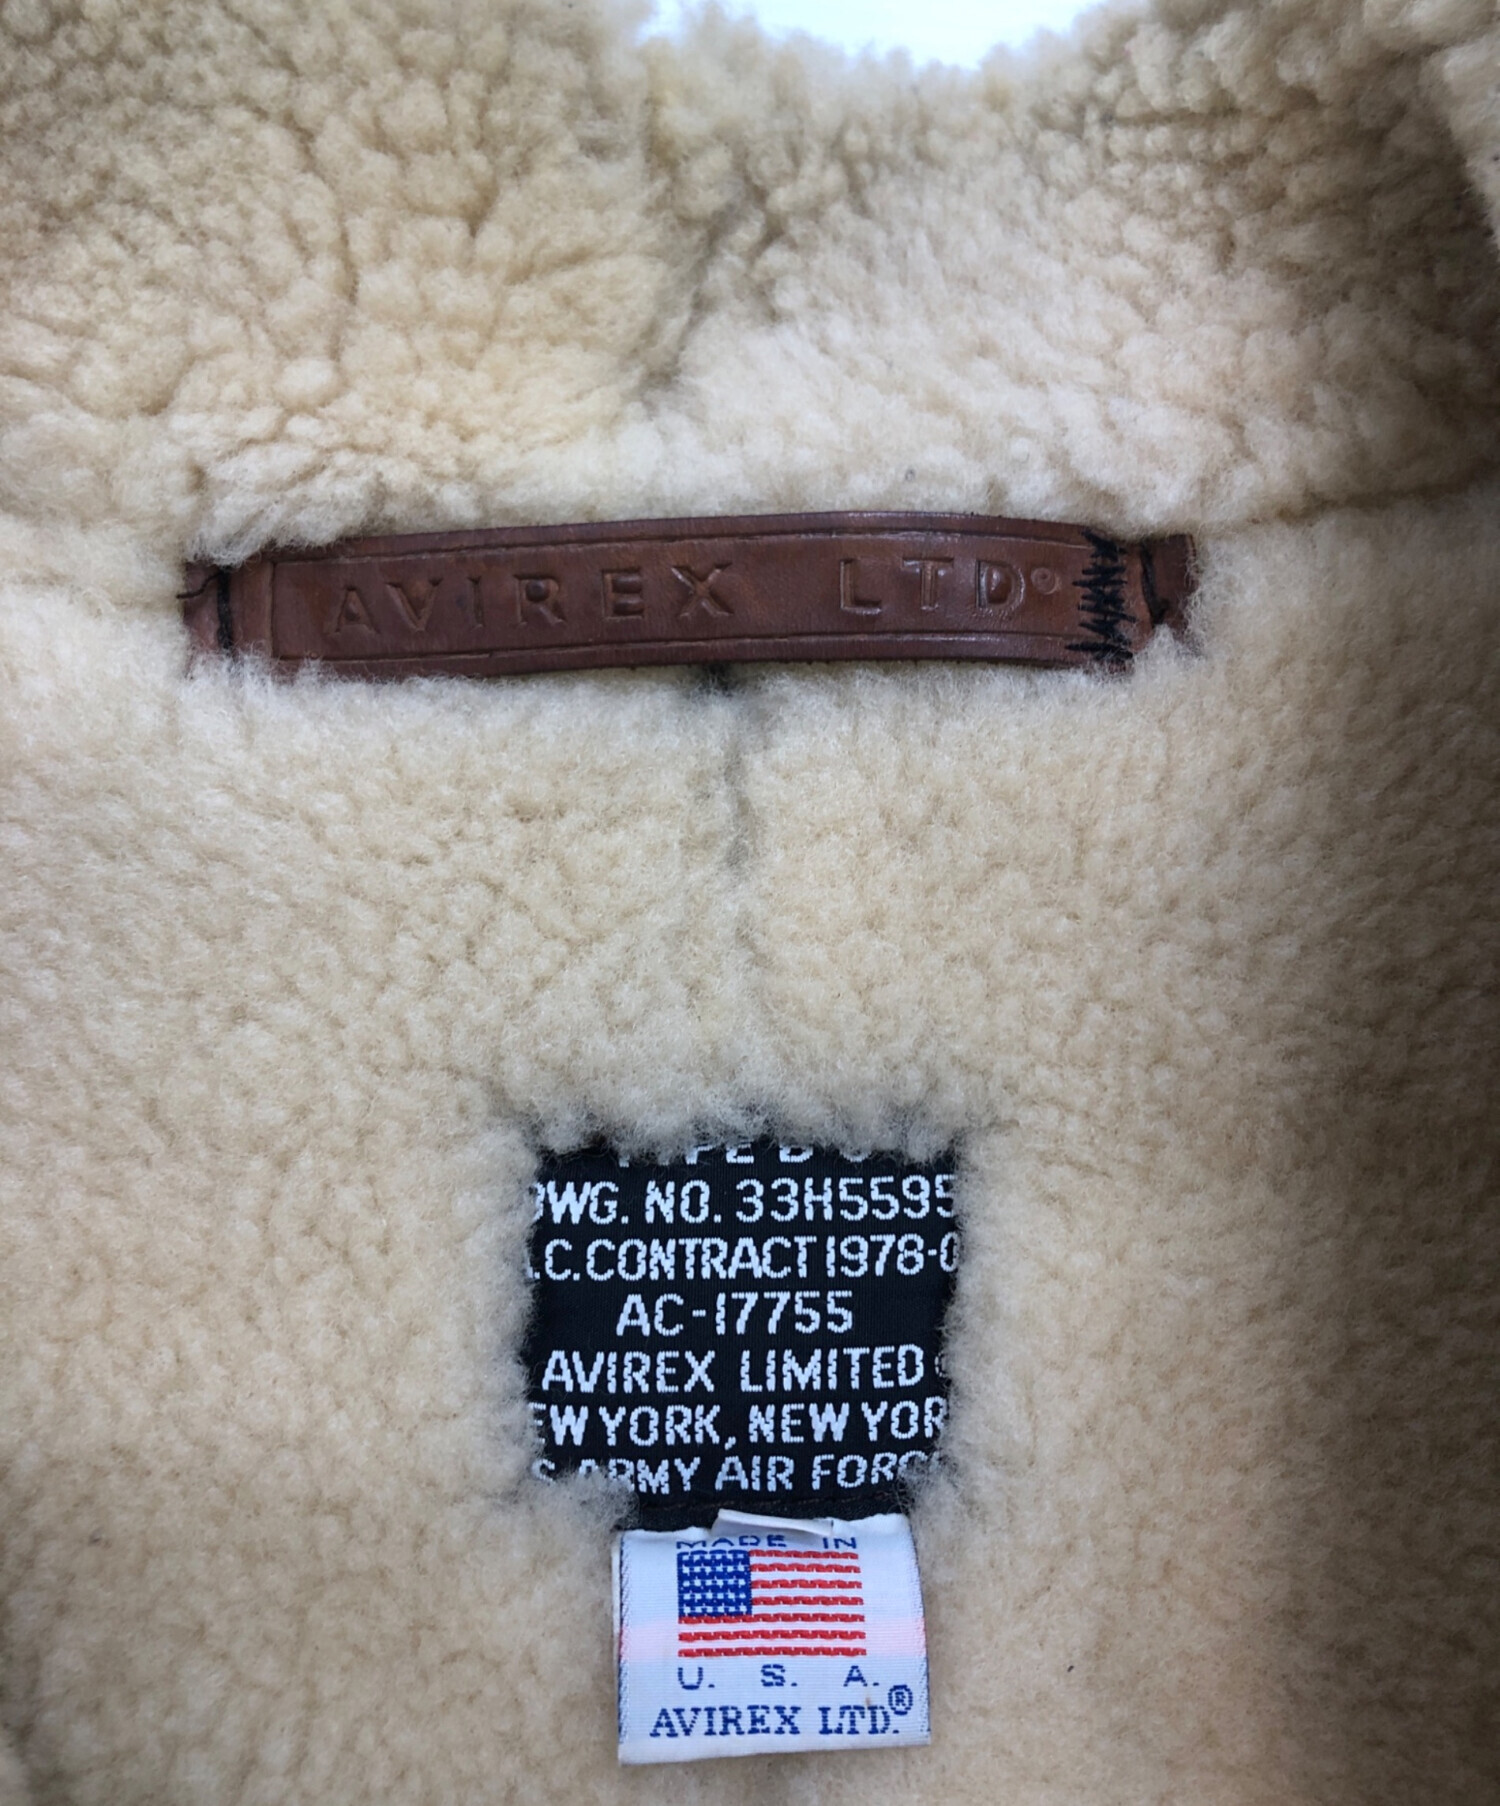 AVIREX LTD®
TYPE B-
DWG. NO. 33H5595
.C.CONTRACT 1978-0
AC-17755
AVIREX LIMITED ®
EW YORK, NEW YOR
S ARMY AIR FORC
MADE IN
U. S. A.
AVIREX LTD.®